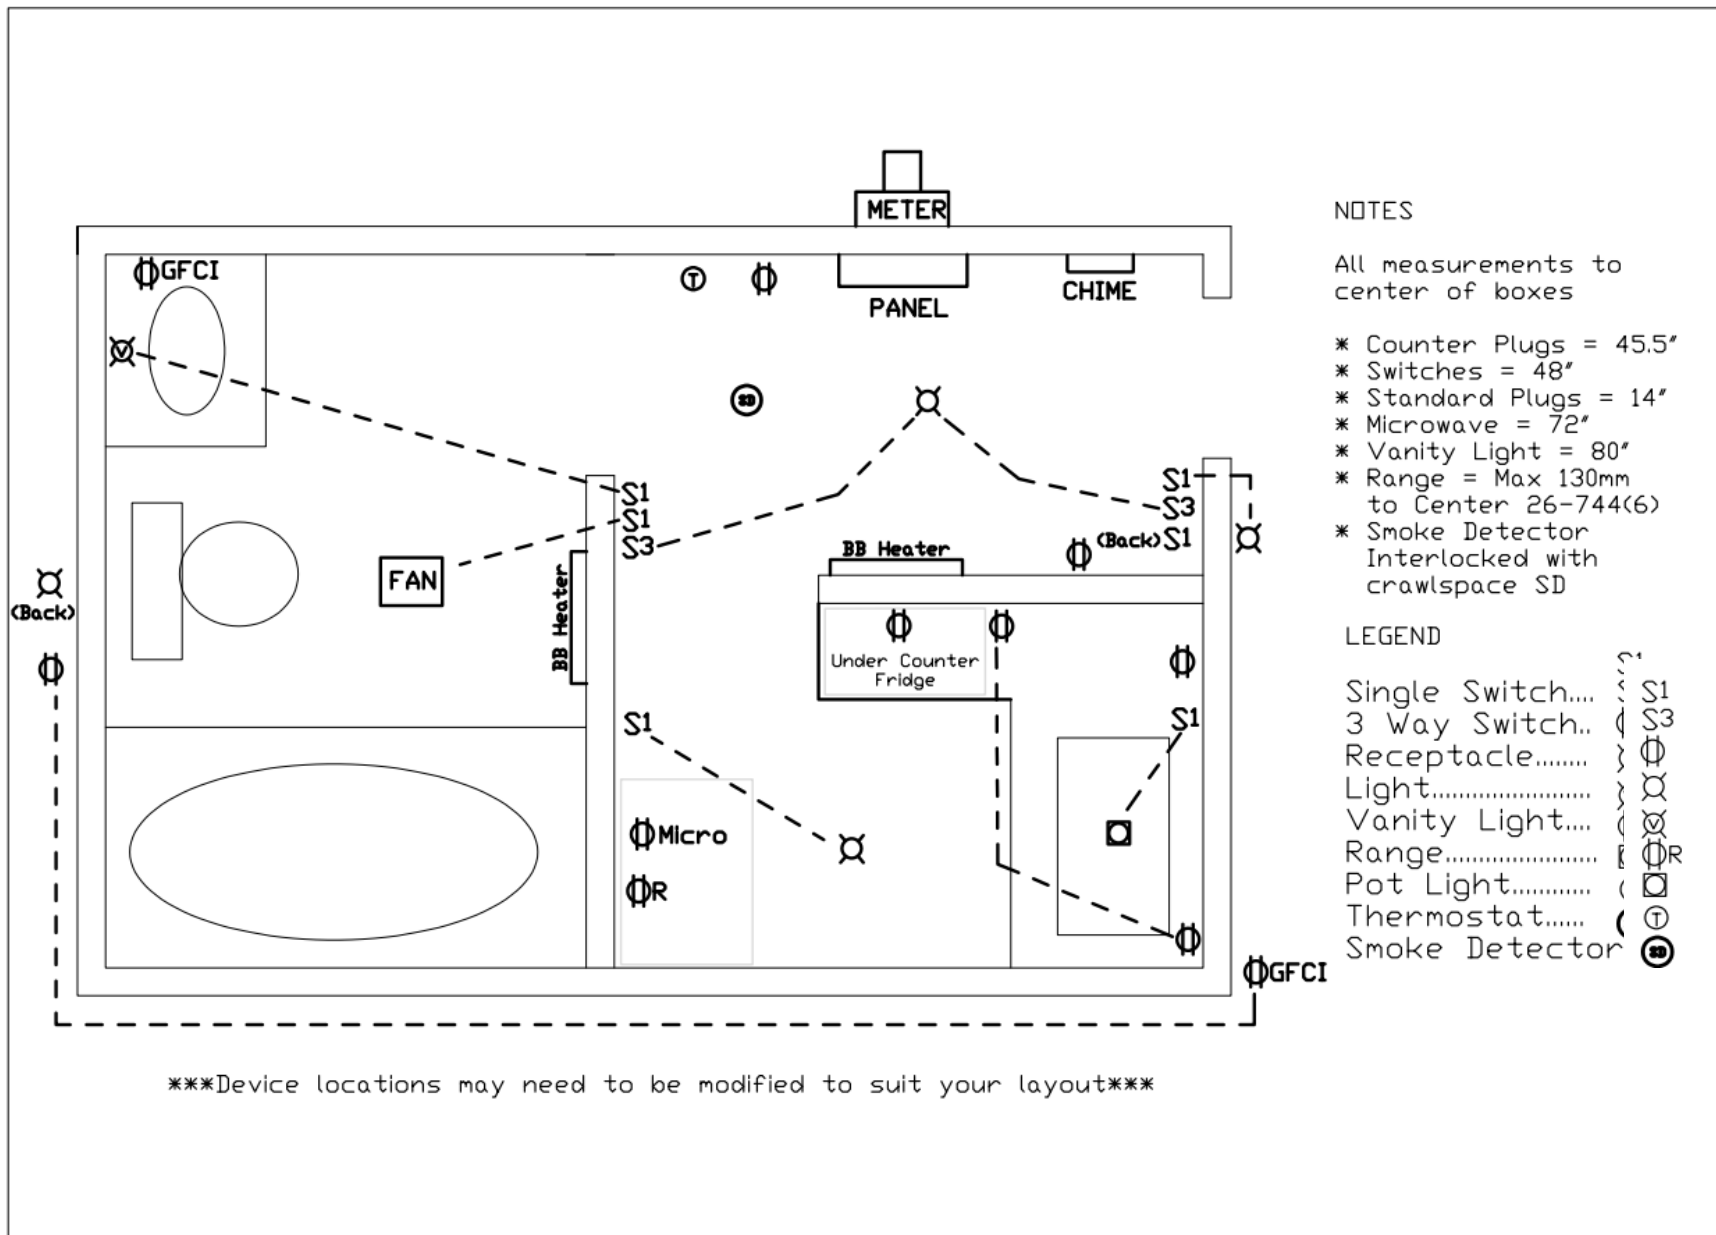 METER
GFCI
T
PANEL
CHIME
V
SD
S1
S1
S3
S1
S3
(Back) S1
BB Heater
FAN
BB Heater
(Back)
Under Counter
Fridge
S1
S1
Micro
R
GFCI
***Device locations may need to be modified to suit your layout***
NOTES
All measurements to
center of boxes
* Counter Plugs = 45.5"
* Switches = 48"
* Standard Plugs = 14"
* Microwave = 72"
* Vanity Light = 80"
* Range = Max 130mm
to Center 26-744(6)
* Smoke Detector
Interlocked with
crawlspace SD
LEGEND
Single Switch.... S1
3 Way Switch.. S3
Receptacle........
Light.........................
Vanity Light.... V
Range........................ R
Pot Light............
Thermostat...... T
Smoke Detector SD